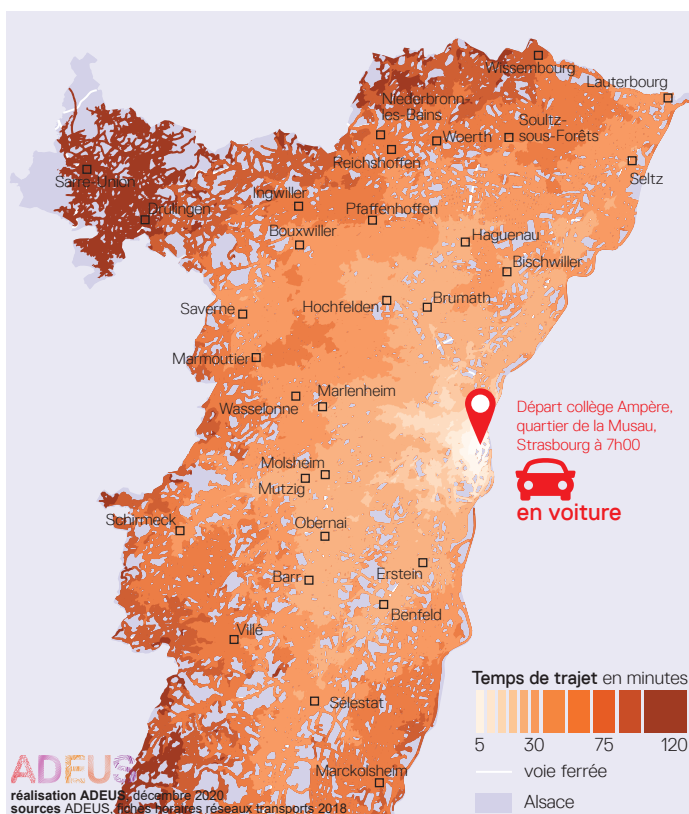 Wissembourg
Lauterbourg
Niederbronn-
les-Bains
Soultz-
sous-Forêts
Woerth
Reichshoffen
Seltz
Sarre-Union
Drulingen
Ingwiller
Pfaffenhoffen
Bouxwiller
Haguenau
Bischwiller
Saverne
Hochfelden
Brumath
Marmoutier
Marlenheim
Wasselonne
Départ collège Ampère,
quartier de la Musau,
Strasbourg à 7h00
en voiture
Molsheim
Mutzig
Schirmeck
Obernai
Barr
Erstein
Benfeld
Villé
Sélestat
Marckolsheim
Temps de trajet en minutes
5 30 75 120
voie ferrée
Alsace
ADEUS
réalisation ADEUS, décembre 2020
sources ADEUS, fiches horaires réseaux transports 2018